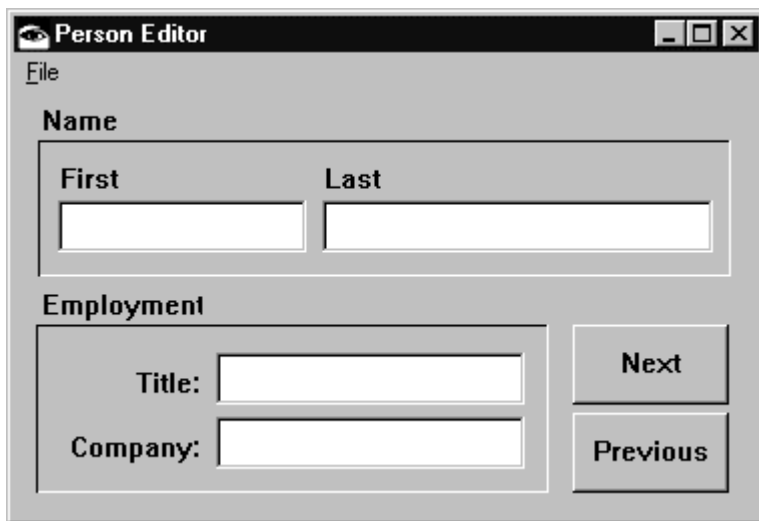 Person Editor
File
Name
First Last
Employment
Title:
Next
Company:
Previous